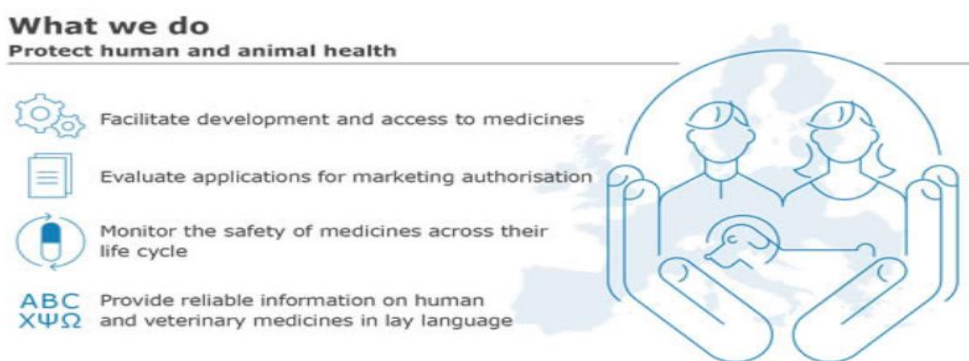 What we do
Protect human and animal health
Facilitate development and access to medicines
Evaluate applications for marketing authorisation
Monitor the safety of medicines across their
life cycle
ABC
ΧΨΩ
Provide reliable information on human
and veterinary medicines in lay language